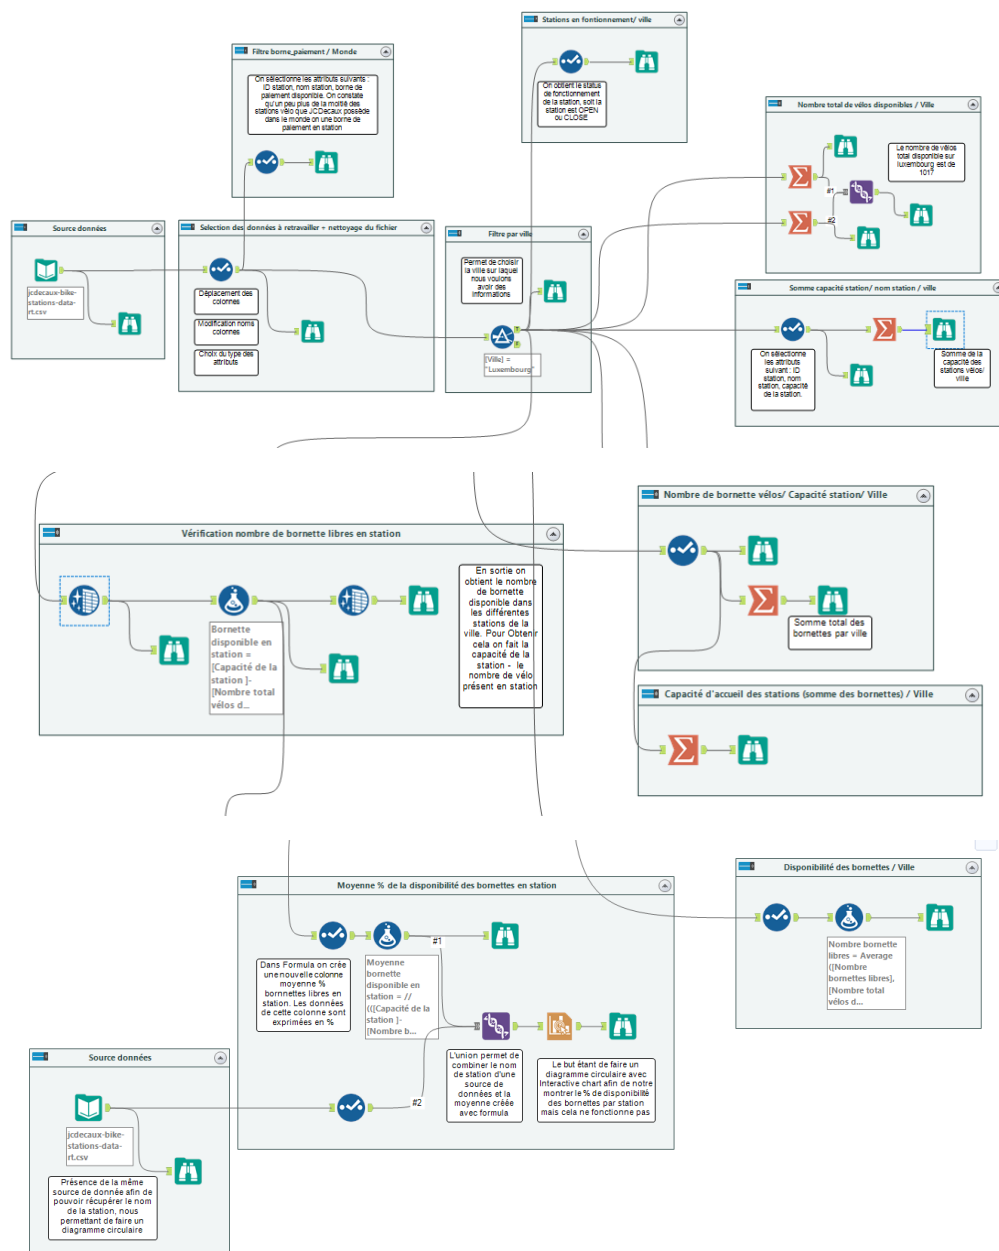 Stations en fontionnement/ ville
On obtient le status
de fonctionnement
de la station, soit la
station est OPEN
ou CLOSE
Filtre borne_paiement / Monde
On sélectionne les attributs suivants :
ID station, nom station, borne de
paiement disponible. On constate
qu'un peu plus de la moitié des
stations vélo que JCDecaux possède
dans le monde on une borne de
paiement en station
Nombre total de vélos disponibles / Ville
Le nombre de vélos
total disponible sur
luxembourg est de
1017
#1
#2
Source données
jcdecaux-bike-
stations-data-
rt.csv
Selection des données à retravailler + nettoyage du fichier
Déplacement des
colonnes
Modification noms
colonnes
Choix du type des
attributs
Filtre par ville
Permet de choisir
la ville sur laquel
nous voulons
avoir des
informations
[Ville] =
"Luxembourg"
Somme capacité station/ nom station / ville
On sélectionne
les attributs
suivant : ID
station, nom
station, capacité
de la station.
Somme de la
capacité des
stations vélos/
ville
Vérification nombre de bornette libres en station
Bornette
disponible en
station =
[Capacité de la
station ]-
[Nombre total
vélos d...
En sortie on
obtient le nombre
de bornette
disponible dans
les différentes
stations de la
ville. Pour Obtenir
cela on fait la
capacité de la
station - le
nombre de vélo
présent en station
Nombre de bornette vélos/ Capacité station/ Ville
Somme total des
bornettes par ville
Capacité d'accueil des stations (somme des bornettes) / Ville
Moyenne % de la disponibilité des bornettes en station
Dans Formula on crée
une nouvelle colonne
moyenne %
bornnettes libres en
station. Les données
de cette colonne sont
exprimées en %
Moyenne
bornette
disponible en
station = //
(([Capacité de la
station ]-
[Nombre b...
#1
#2
L'union permet de
combiner le nom
de station d'une
source de
données et la
moyenne créée
avec formula
Le but étant de faire un
diagramme circulaire avec
Interactive chart afin de notre
montrer le % de disponibilité
des bornettes par station
mais cela ne fonctionne pas
Disponibilité des bornettes / Ville
Nombre bornette
libres = Average
([Nombre
bornettes libres],
[Nombre total
vélos d...
Source données
jcdecaux-bike-
stations-data-
rt.csv
Présence de la même
source de donnée afin de
pouvoir récupérer le nom
de la station, nous
permettant de faire un
diagramme circulaire